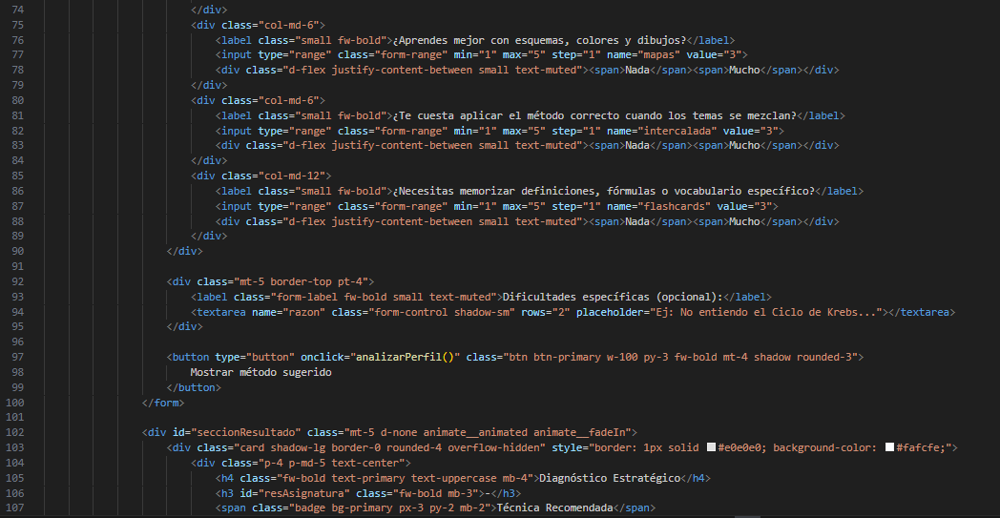 74 </div>
75 <div class="col-md-6">
76 <label class="small fw-bold">¿Aprendes mejor con esquemas, colores y dibujos?</label>
77 <input type="range" class="form-range" min="1" max="5" step="1" name="mapas" value="3">
78 <div class="d-flex justify-content-between small text-muted"><span>Nada</span><span>Mucho</span></div>
79 </div>
80 <div class="col-md-6">
81 <label class="small fw-bold">¿Te cuesta aplicar el método correcto cuando los temas se mezclan?</label>
82 <input type="range" class="form-range" min="1" max="5" step="1" name="intercalada" value="3">
83 <div class="d-flex justify-content-between small text-muted"><span>Nada</span><span>Mucho</span></div>
84 </div>
85 <div class="col-md-12">
86 <label class="small fw-bold">¿Necesitas memorizar definiciones, fórmulas o vocabulario específico?</label>
87 <input type="range" class="form-range" min="1" max="5" step="1" name="flashcards" value="3">
88 <div class="d-flex justify-content-between small text-muted"><span>Nada</span><span>Mucho</span></div>
89 </div>
90 </div>
91
92 <div class="mt-5 border-top pt-4">
93 <label class="form-label fw-bold small text-muted">Dificultades específicas (opcional):</label>
94 <textarea name="razon" class="form-control shadow-sm" rows="2" placeholder="Ej: No entiendo el Ciclo de Krebs..."></textarea>
95 </div>
96
97 <button type="button" onclick="analizarPerfil()" class="btn btn-primary w-100 py-3 fw-bold mt-4 shadow rounded-3">
98 Mostrar método sugerido
99 </button>
100 </form>
101
102 <div id="seccionResultado" class="mt-5 d-none animate__animated animate__fadeIn">
103 <div class="card shadow-lg border-0 rounded-4 overflow-hidden" style="border: 1px solid #e0e0e0; background-color: #fafcfe;">
104 <div class="p-4 p-md-5 text-center">
105 <h4 class="fw-bold text-primary text-uppercase mb-4">Diagnóstico Estratégico</h4>
106 <h3 id="resAsignatura" class="fw-bold mb-3">-</h3>
107 <span class="badge bg-primary px-3 py-2 mb-2">Técnica Recomendada</span>